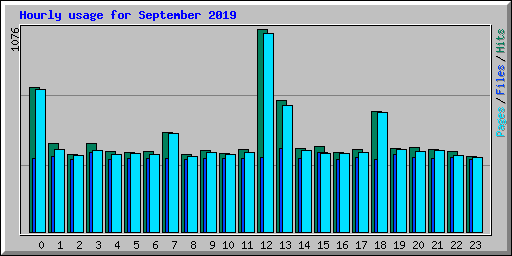 Hourly usage for September 2019
1076
Pages/Files/Hits
0 1 2 3 4 5 6 7 8 9 10 11 12 13 14 15 16 17 18 19 20 21 22 23